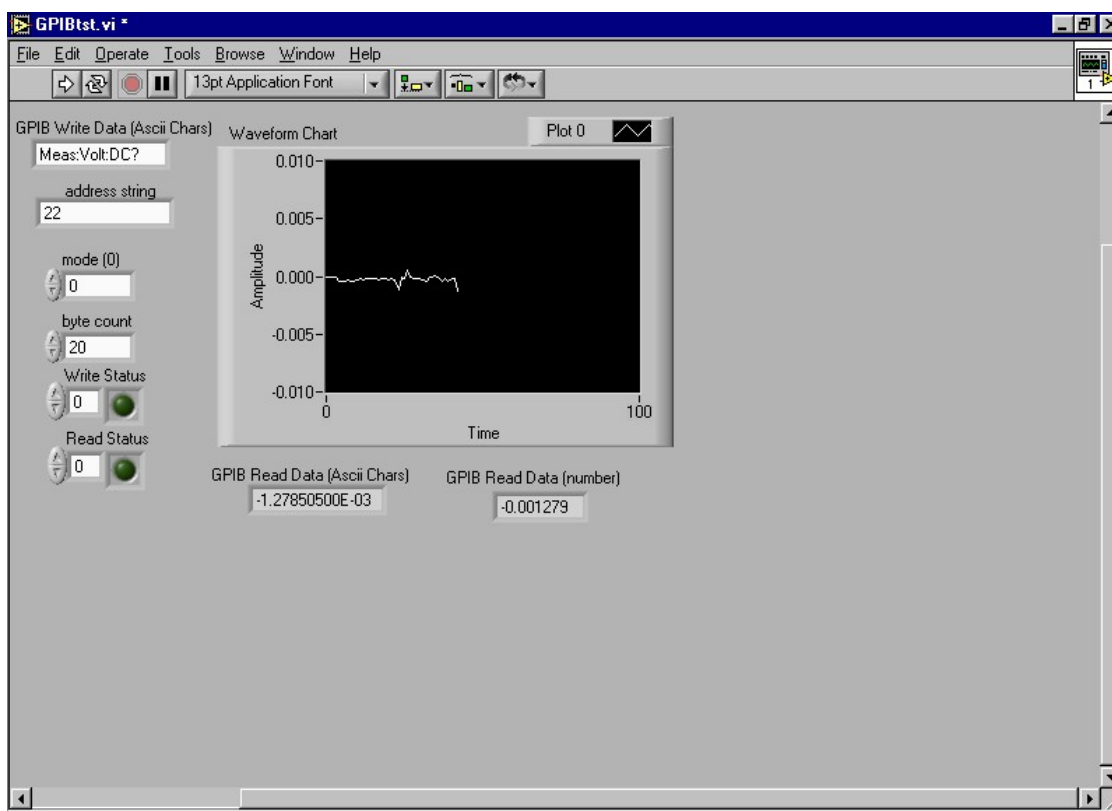 GPIBtst.vi *
File Edit Operate Tools Browse Window Help
13pt Application Font
1
GPIB Write Data (Ascii Chars)
Meas:Volt:DC?
address string
22
mode (0)
0
byte count
20
Write Status
0
Read Status
0
Waveform Chart
Plot 0
0.010
0.005
0.000
-0.005
-0.010
Amplitude
0 100
Time
GPIB Read Data (Ascii Chars)
-1.27850500E-03
GPIB Read Data (number)
-0.001279